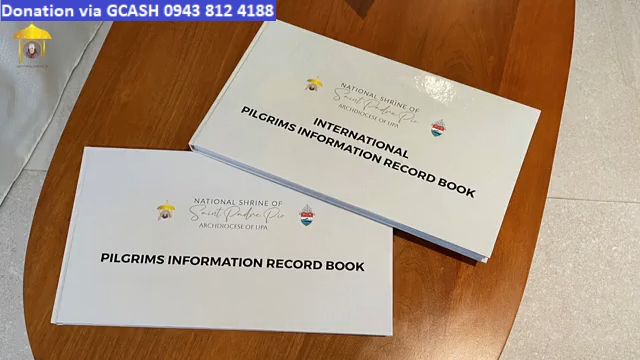 Donation via GCASH 0943 812 4188
NATIONAL SHRINE OF
Saint Padre Pio
ARCHDIOCESE OF LIPA
INTERNATIONAL
PILGRIMS INFORMATION RECORD BOOK
NATIONAL SHRINE OF
Saint Padre Pio
ARCHDIOCESE OF LIPA
PILGRIMS INFORMATION RECORD BOOK